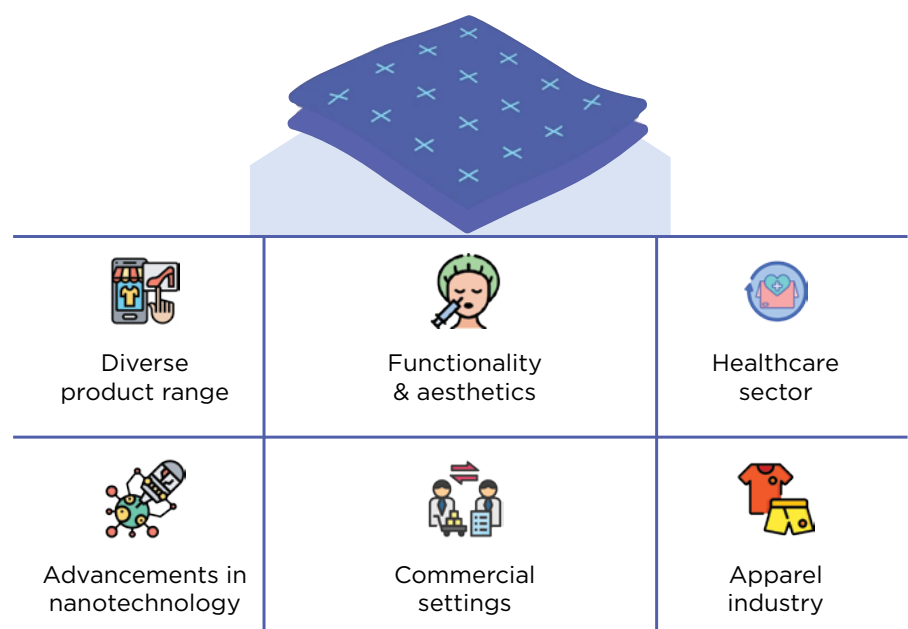 Diverse
product range
Functionality
& aesthetics
Healthcare
sector
Advancements in
nanotechnology
Commercial
settings
Apparel
industry